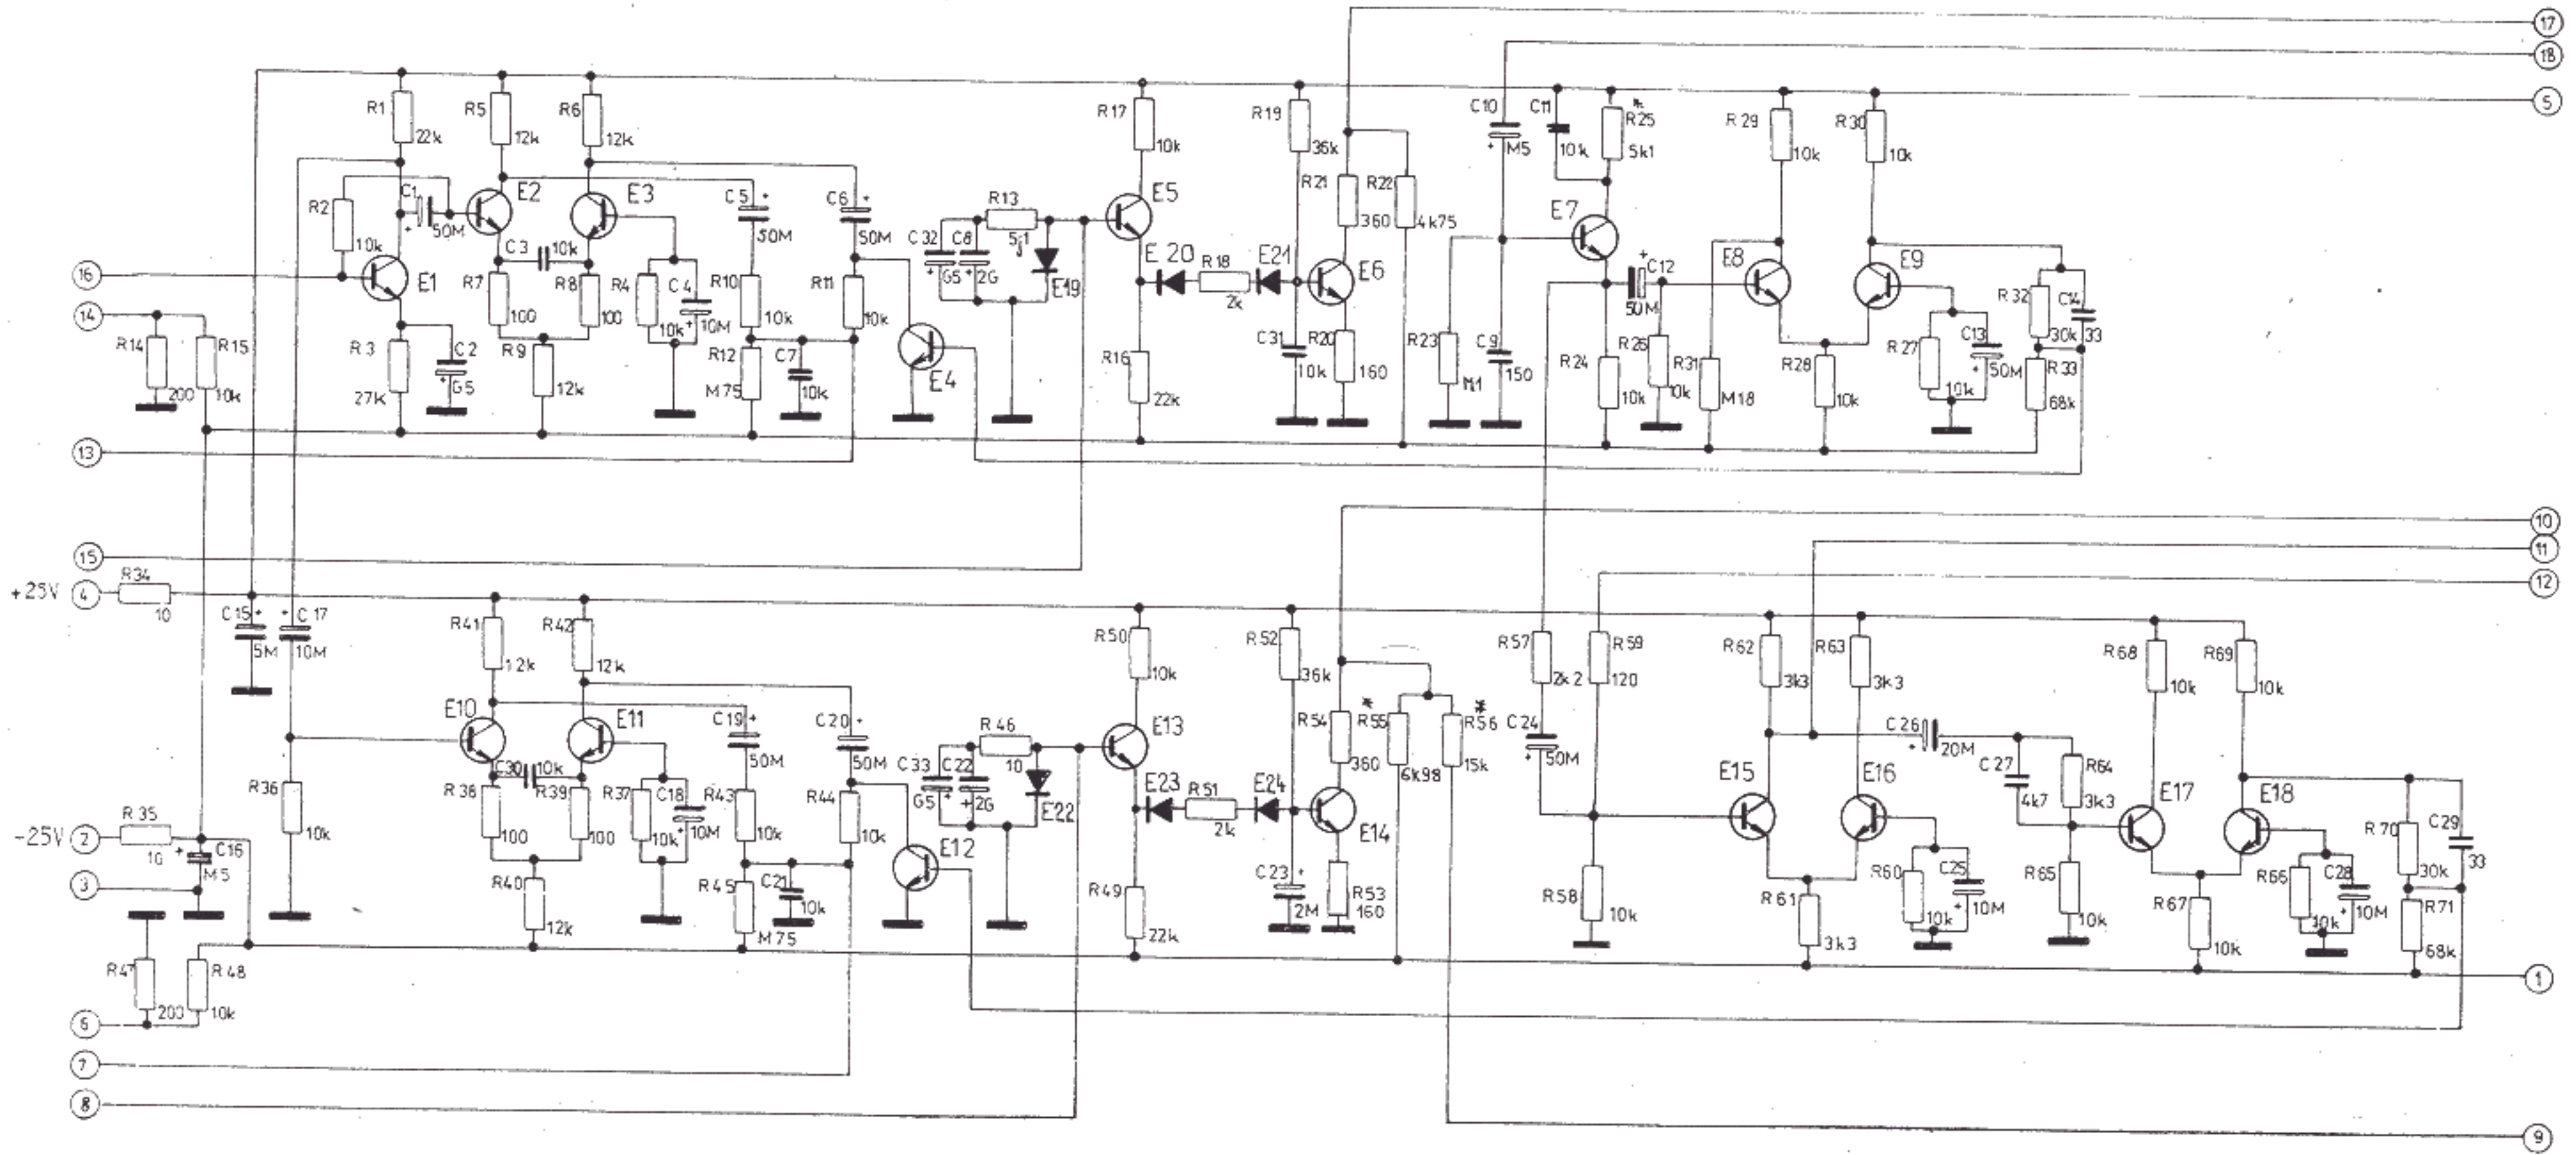 17
18
5
R1
22k
R5
12k
R6
12k
R17
10k
R19
36k
C10
M5
C11
10k
*
R25
5k1
R29
10k
R30
10k
R2
10k
C1
50M
E2
E3
C5
50M
C6
50M
R13
5j1
E5
R21
360
R22
4k75
E7
16
E1
C3
10k
R7
100
R8
100
R4
10k
C4
10M
R10
10k
R11
10k
C32
G5
C8
2G
E19
E 20
R18
2k
E21
E6
C12
50M
E8
E9
R32
30k
C14
33
14
R14
200
R15
10k
R3
27k
C2
G5
R9
12k
R12
M75
C7
10k
E4
R16
22k
C31
10k
R20
160
R23
M1
C9
150
R24
10k
R26
10k
R31
M18
R28
10k
R27
10k
C13
50M
R33
68k
13
10
11
12
15
+25V
4
R34
10
C15
5M
C17
10M
R41
12k
R42
12k
R50
10k
R52
36k
R57
2k2
R59
120
R62
3k3
R63
3k3
R68
10k
R69
10k
E10
E11
C19
50M
C20
50M
R46
10
E13
R54
360
*
R55
6k98
*
R56
15k
C24
50M
C26
20M
C27
4k7
R64
3k3
R36
10k
C30
10k
R38
100
R39
100
R37
10k
C18
10M
R43
10k
R44
10k
C33
G5
C22
2G
E22
E23
R51
2k
E24
E14
E15
E16
E17
E18
R70
30k
C29
33
-25V
2
R35
10
C16
M5
3
R40
12k
R45
M75
C21
10k
E12
R49
22k
C23
2M
R53
160
R58
10k
R61
3k3
R60
10k
C25
10M
R65
10k
R67
10k
R66
10k
C28
10M
R71
68k
R47
200
R48
10k
1
6
7
8
9